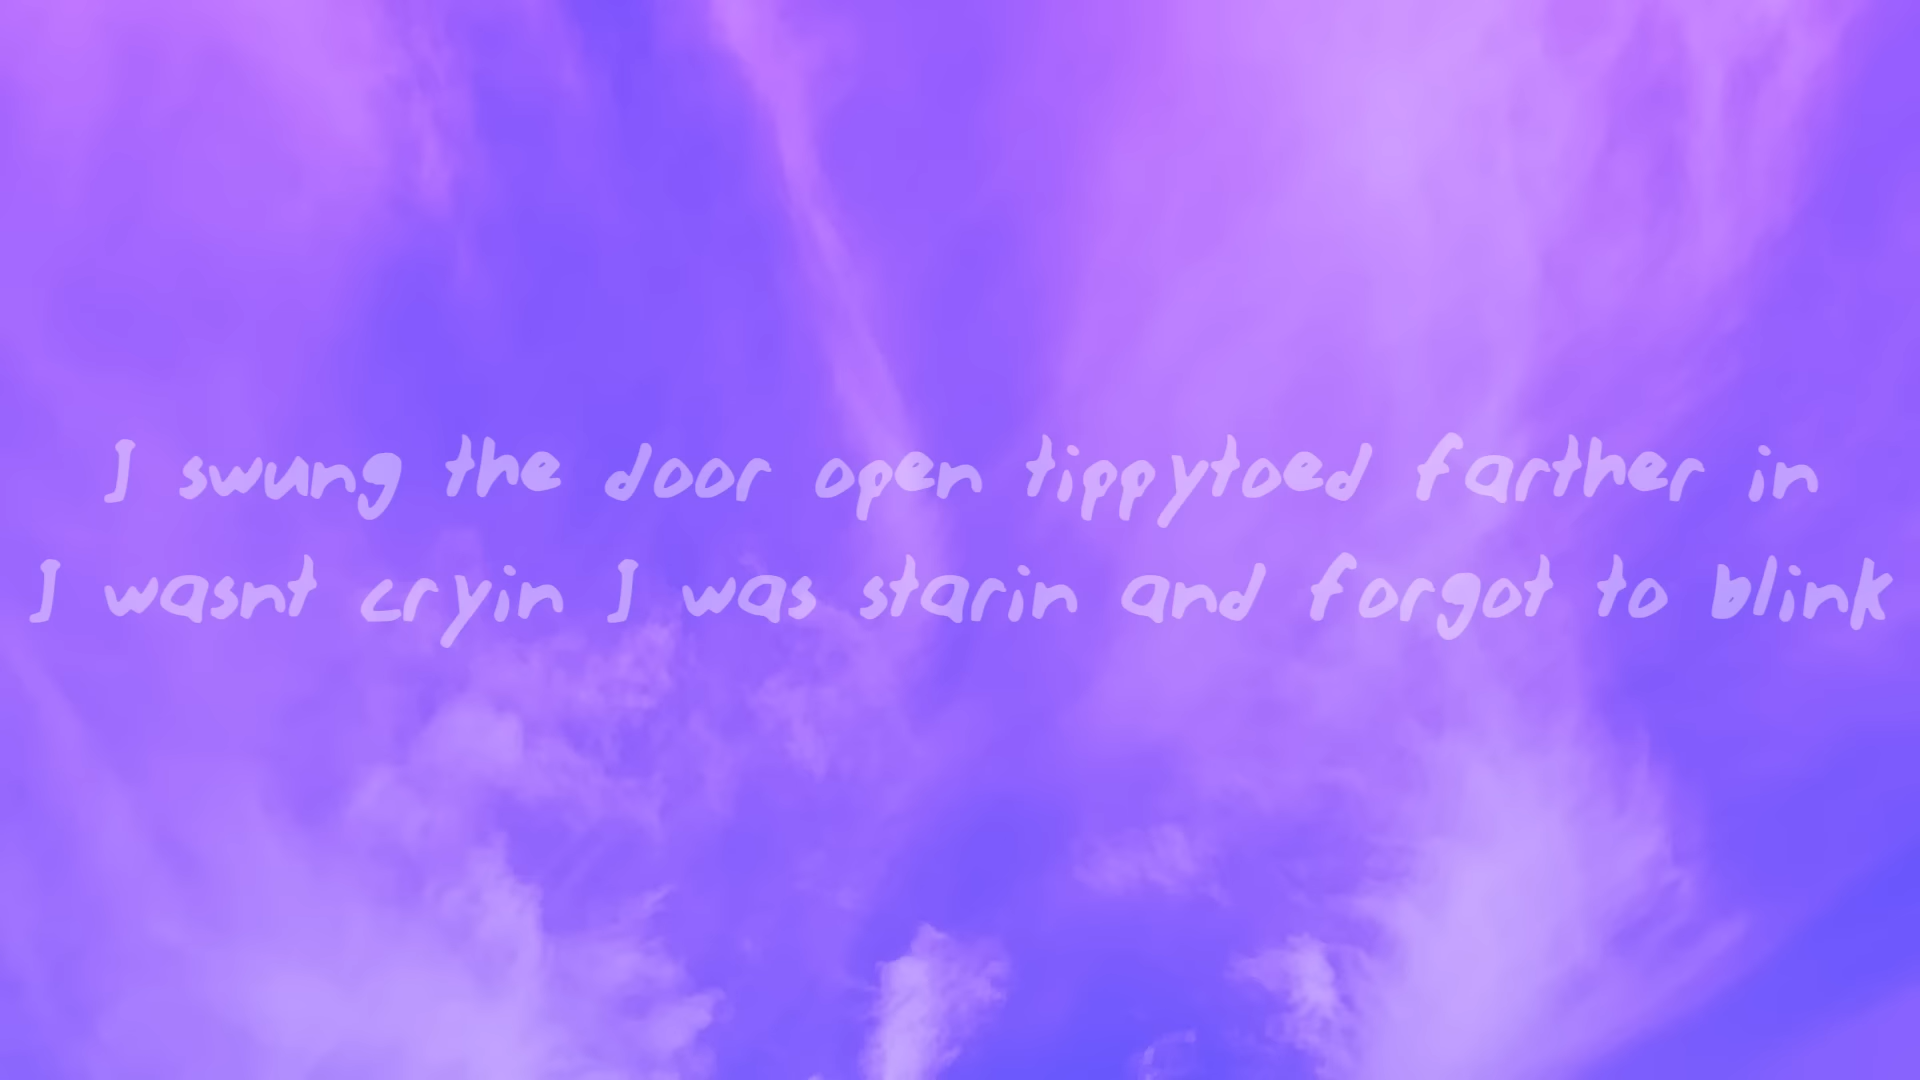 I swung the door open tippytoed farther in
I wasnt cryin I was starin and forgot to blink